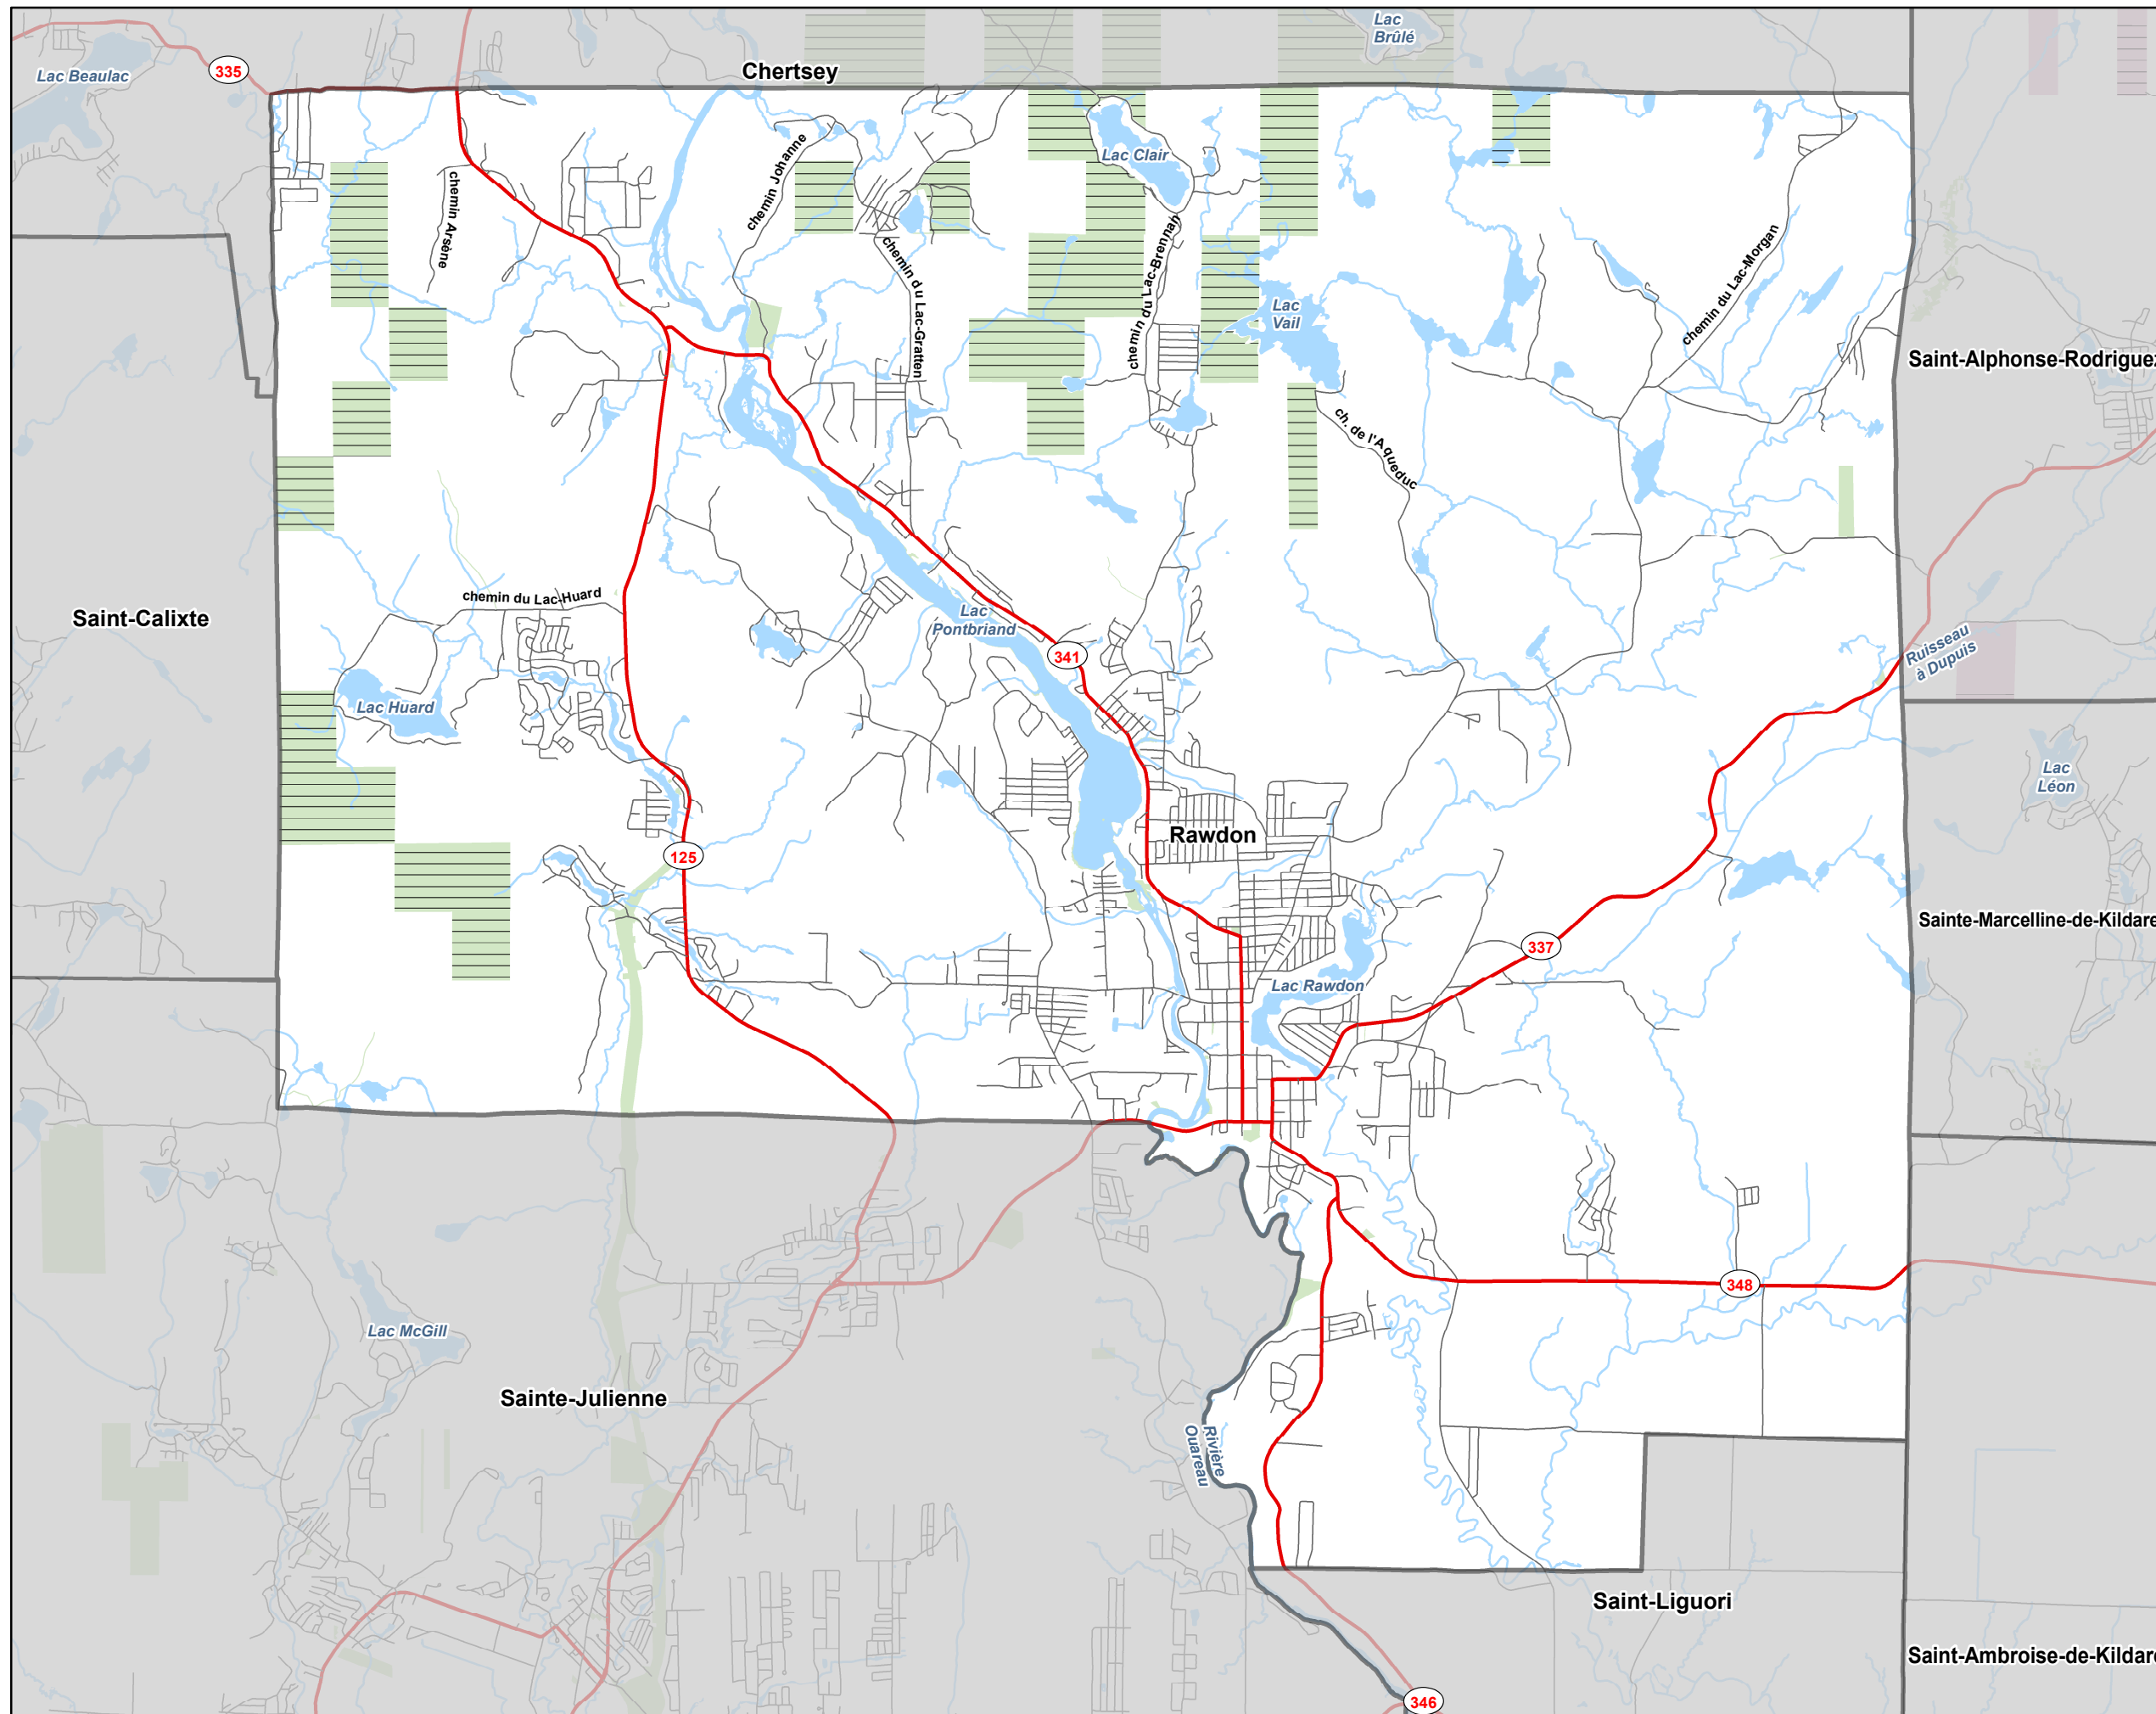 Lac
Brûlé
335
Lac Beaulac
Chertsey
chemin Johanne
Lac Clair
chemin Arsène
chemin du Lac-Gratten
chemin du Lac-Brennan
chemin du Lac-Morgan
Lac
Vail
Saint-Alphonse-Rodriguez
ch. de l'Aqueduc
chemin du Lac-Huard
Saint-Calixte
Lac
Pontbriand
341
Ruisseau
à Dupuis
Lac Huard
Lac
Léon
Rawdon
125
Sainte-Marcelline-de-Kildare
337
Lac Rawdon
348
Lac McGill
Sainte-Julienne
Rivière
Ouareau
Saint-Liguori
Saint-Ambroise-de-Kildare
346